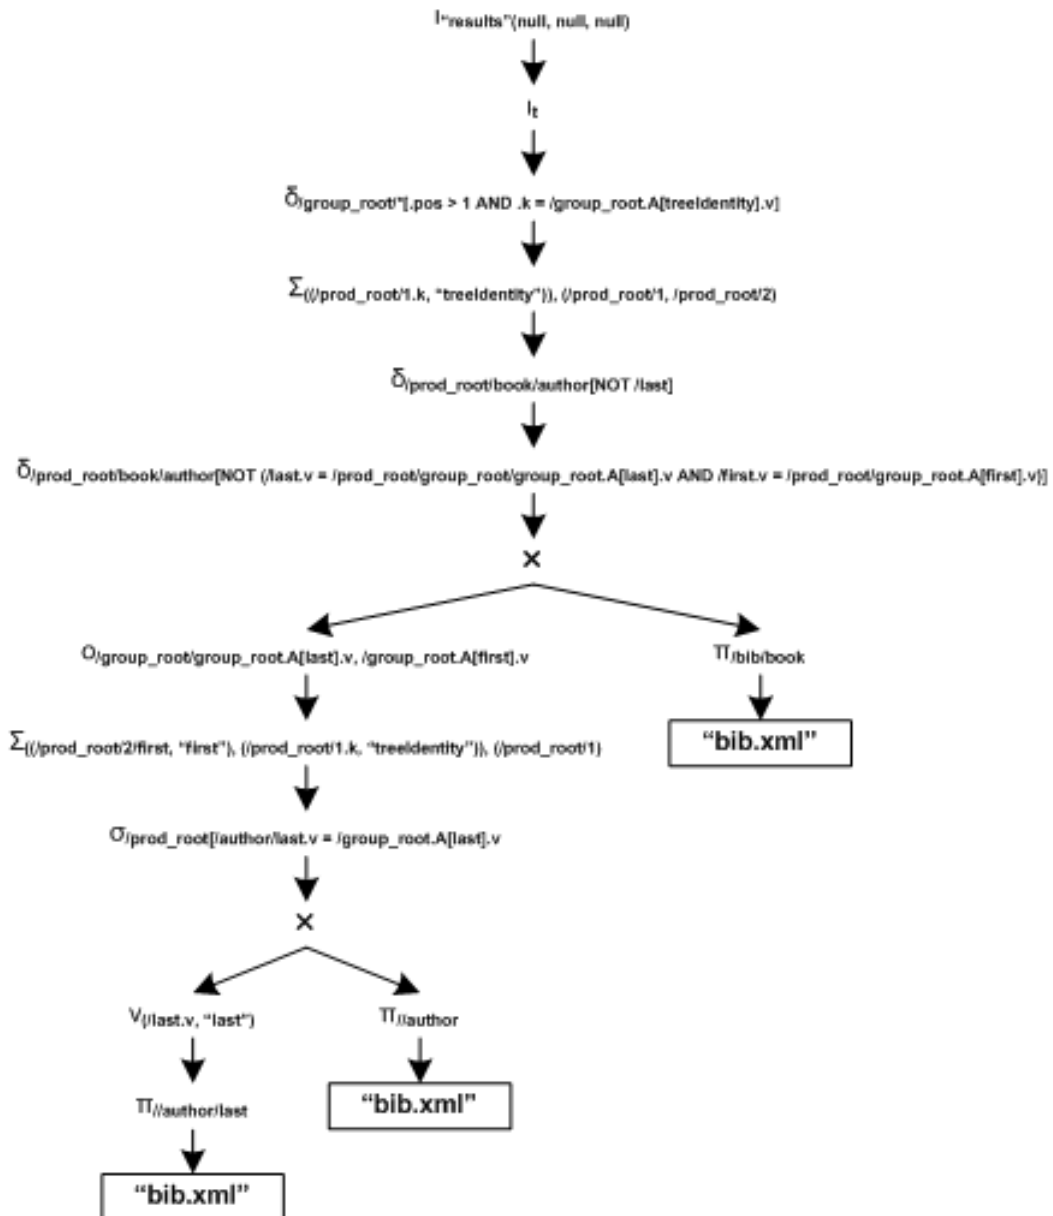 I"results"(null, null, null)
It
δ/group_root/*[.pos > 1 AND .k = /group_root.A[treeIdentity].v]
Σ((/prod_root/1.k, "treeIdentity")), (/prod_root/1, /prod_root/2)
δ/prod_root/book/author[NOT /last]
δ/prod_root/book/author[NOT (/last.v = /prod_root/group_root/group_root.A[last].v AND /first.v = /prod_root/group_root.A[first].v)]
×
O/group_root/group_root.A[last].v, /group_root.A[first].v
π/bib/book
Σ((/prod_root/2/first, "first"), (/prod_root/1.k, "treeIdentity")), (/prod_root/1)
"bib.xml"
σ/prod_root[/author/last.v = /group_root.A[last].v
×
V(/last.v, "last")
π//author
π//author/last
"bib.xml"
"bib.xml"